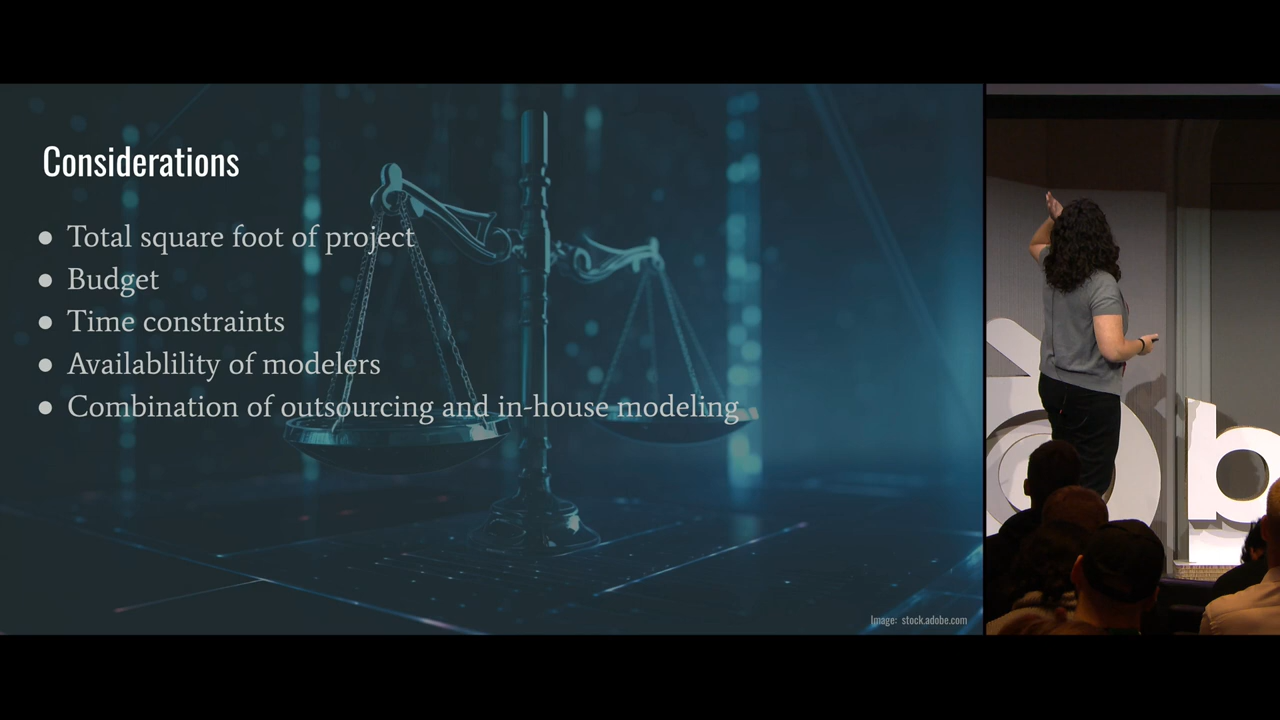 Considerations
● Total square foot of project
● Budget
● Time constraints
● Availablility of modelers
● Combination of outsourcing and in-house modeling
Image: stock.adobe.com
b